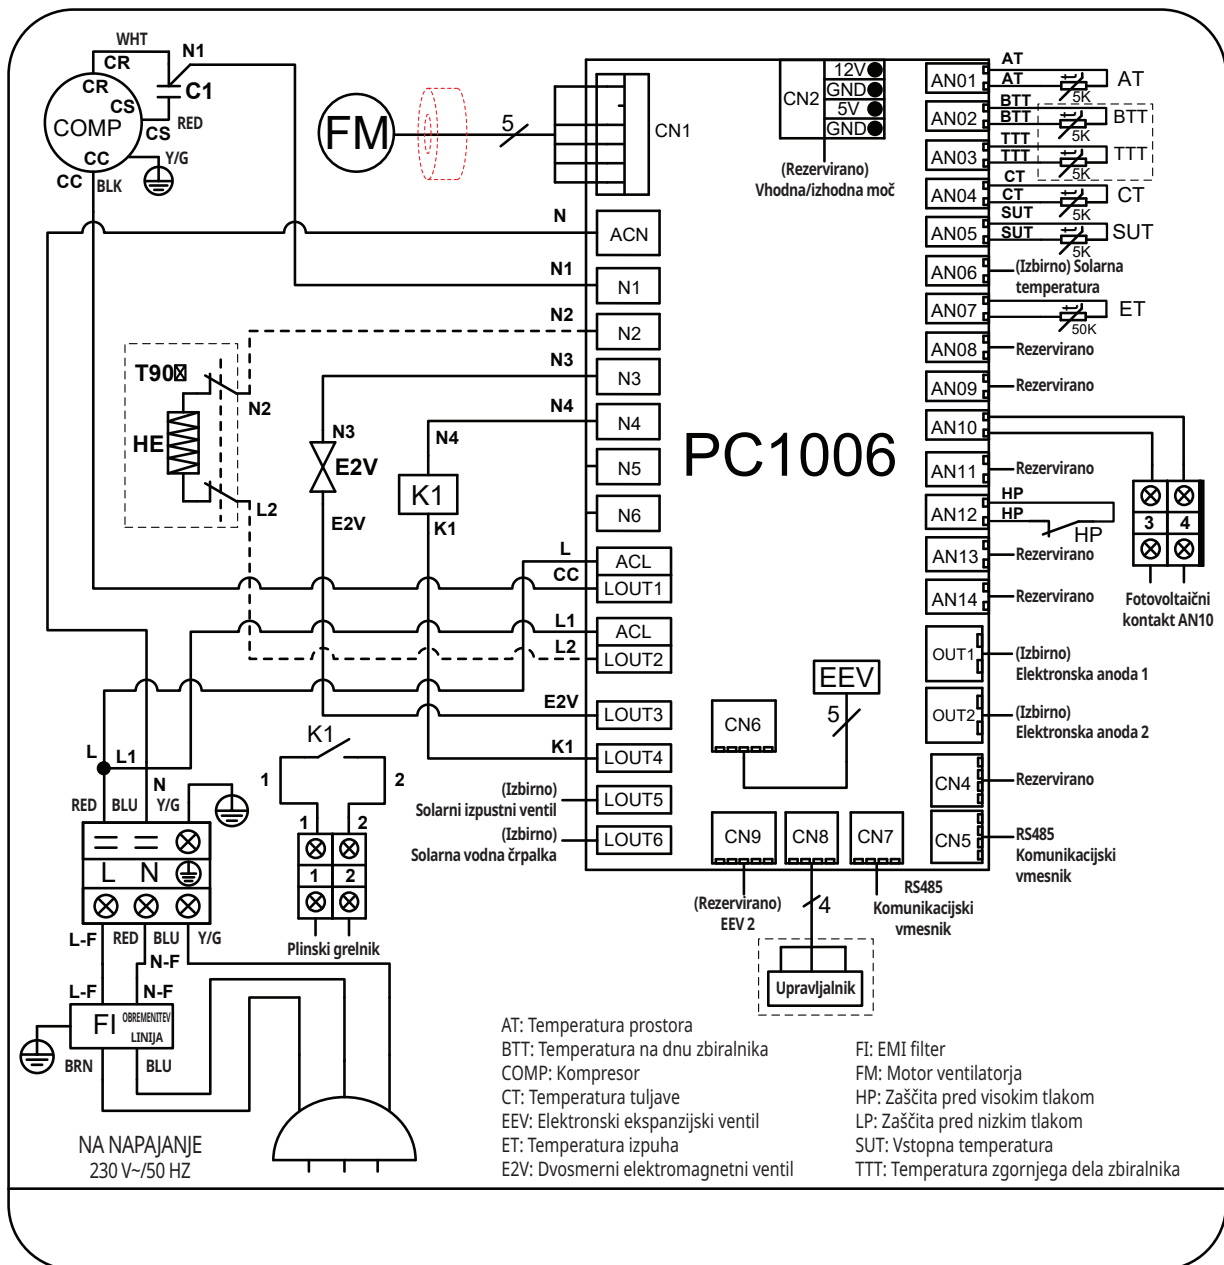 WHT
CR
N1
CR
C1
CS
COMP
CS
RED
CC
Y/G
CC
BLK
FM
5
CN1
CN2
12V
GND
5V
GND
(Rezervirano)
Vhodna/izhodna moč
AN01
AT
AT
5K
AT
AN02
BTT
BTT
5K
BTT
AN03
TTT
TTT
5K
TTT
AN04
CT
CT
5K
CT
AN05
SUT
SUT
5K
SUT
AN06
(Izbirno) Solarna
temperatura
AN07
50K
ET
AN08
Rezervirano
AN09
Rezervirano
AN10
AN11
Rezervirano
AN12
HP
HP
HP
AN13
Rezervirano
AN14
Rezervirano
3
4
Fotovoltaični
kontakt AN10
OUT1
(Izbirno)
Elektronska anoda 1
OUT2
(Izbirno)
Elektronska anoda 2
CN4
Rezervirano
CN5
RS485
Komunikacijski
vmesnik
PC1006
N
ACN
N1
N1
N2
N2
N3
N3
N4
N4
N5
N6
L
ACL
CC
LOUT1
L1
ACL
L2
LOUT2
E2V
LOUT3
K1
LOUT4
(Izbirno)
Solarni izpustni ventil
LOUT5
(Izbirno)
Solarna vodna črpalka
LOUT6
T90
N2
HE
L2
N3
E2V
E2V
N4
K1
K1
EEV
5
CN6
CN9
CN8
CN7
(Rezervirano)
EEV 2
4
RS485
Komunikacijski
vmesnik
Upravljalnik
K1
1
2
1
2
1
2
Plinski grelnik
L
L1
N
RED
BLU
Y/G
L
N
L-F
RED
BLU
Y/G
N-F
L-F
N-F
FI
OBREMENITEV
LINIJA
BRN
BLU
NA NAPAJANJE
230 V~/50 HZ
AT: Temperatura prostora
BTT: Temperatura na dnu zbiralnika
COMP: Kompresor
CT: Temperatura tuljave
EEV: Elektronski ekspanzijski ventil
ET: Temperatura izpuha
E2V: Dvosmerni elektromagnetni ventil
FI: EMI filter
FM: Motor ventilatorja
HP: Zaščita pred visokim tlakom
LP: Zaščita pred nizkim tlakom
SUT: Vstopna temperatura
TTT: Temperatura zgornjega dela zbiralnika